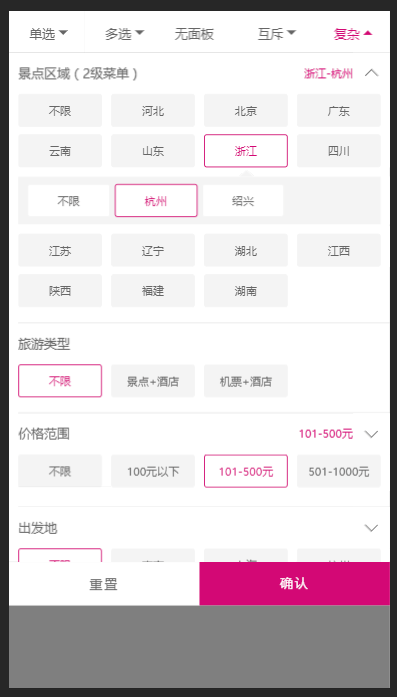 单选 多选 无面板 互斥 复杂
景点区域（2级菜单） 浙江-杭州
不限 河北 北京 广东
云南 山东 浙江 四川
不限 杭州 绍兴
江苏 辽宁 湖北 江西
陕西 福建 湖南
旅游类型
不限 景点+酒店 机票+酒店
价格范围 101-500元
不限 100元以下 101-500元 501-1000元
出发地
重置 确认